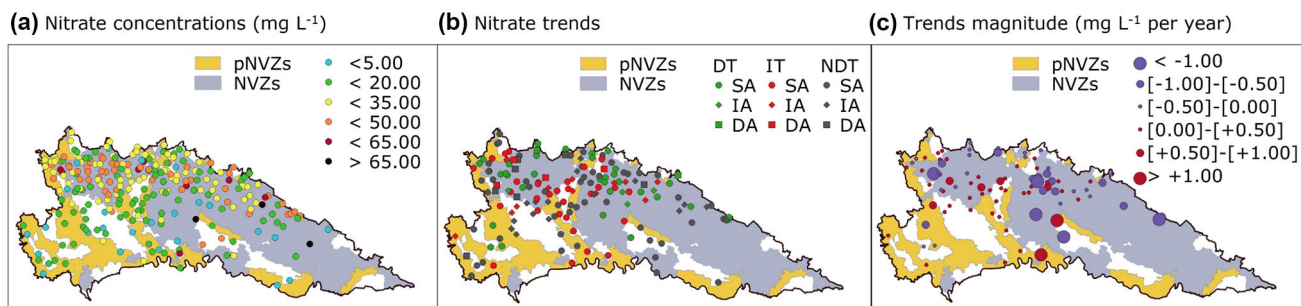 (a) Nitrate concentrations (mg L-1)
pNVZs
NVZs
<5.00
< 20.00
< 35.00
< 50.00
< 65.00
> 65.00
(b) Nitrate trends
pNVZs
NVZs
DT IT NDT
SA SA SA
IA IA IA
DA DA DA
(c) Trends magnitude (mg L-1 per year)
pNVZs
NVZs
< -1.00
[-1.00]-[-0.50]
[-0.50]-[0.00]
[0.00]-[+0.50]
[+0.50]-[+1.00]
> +1.00